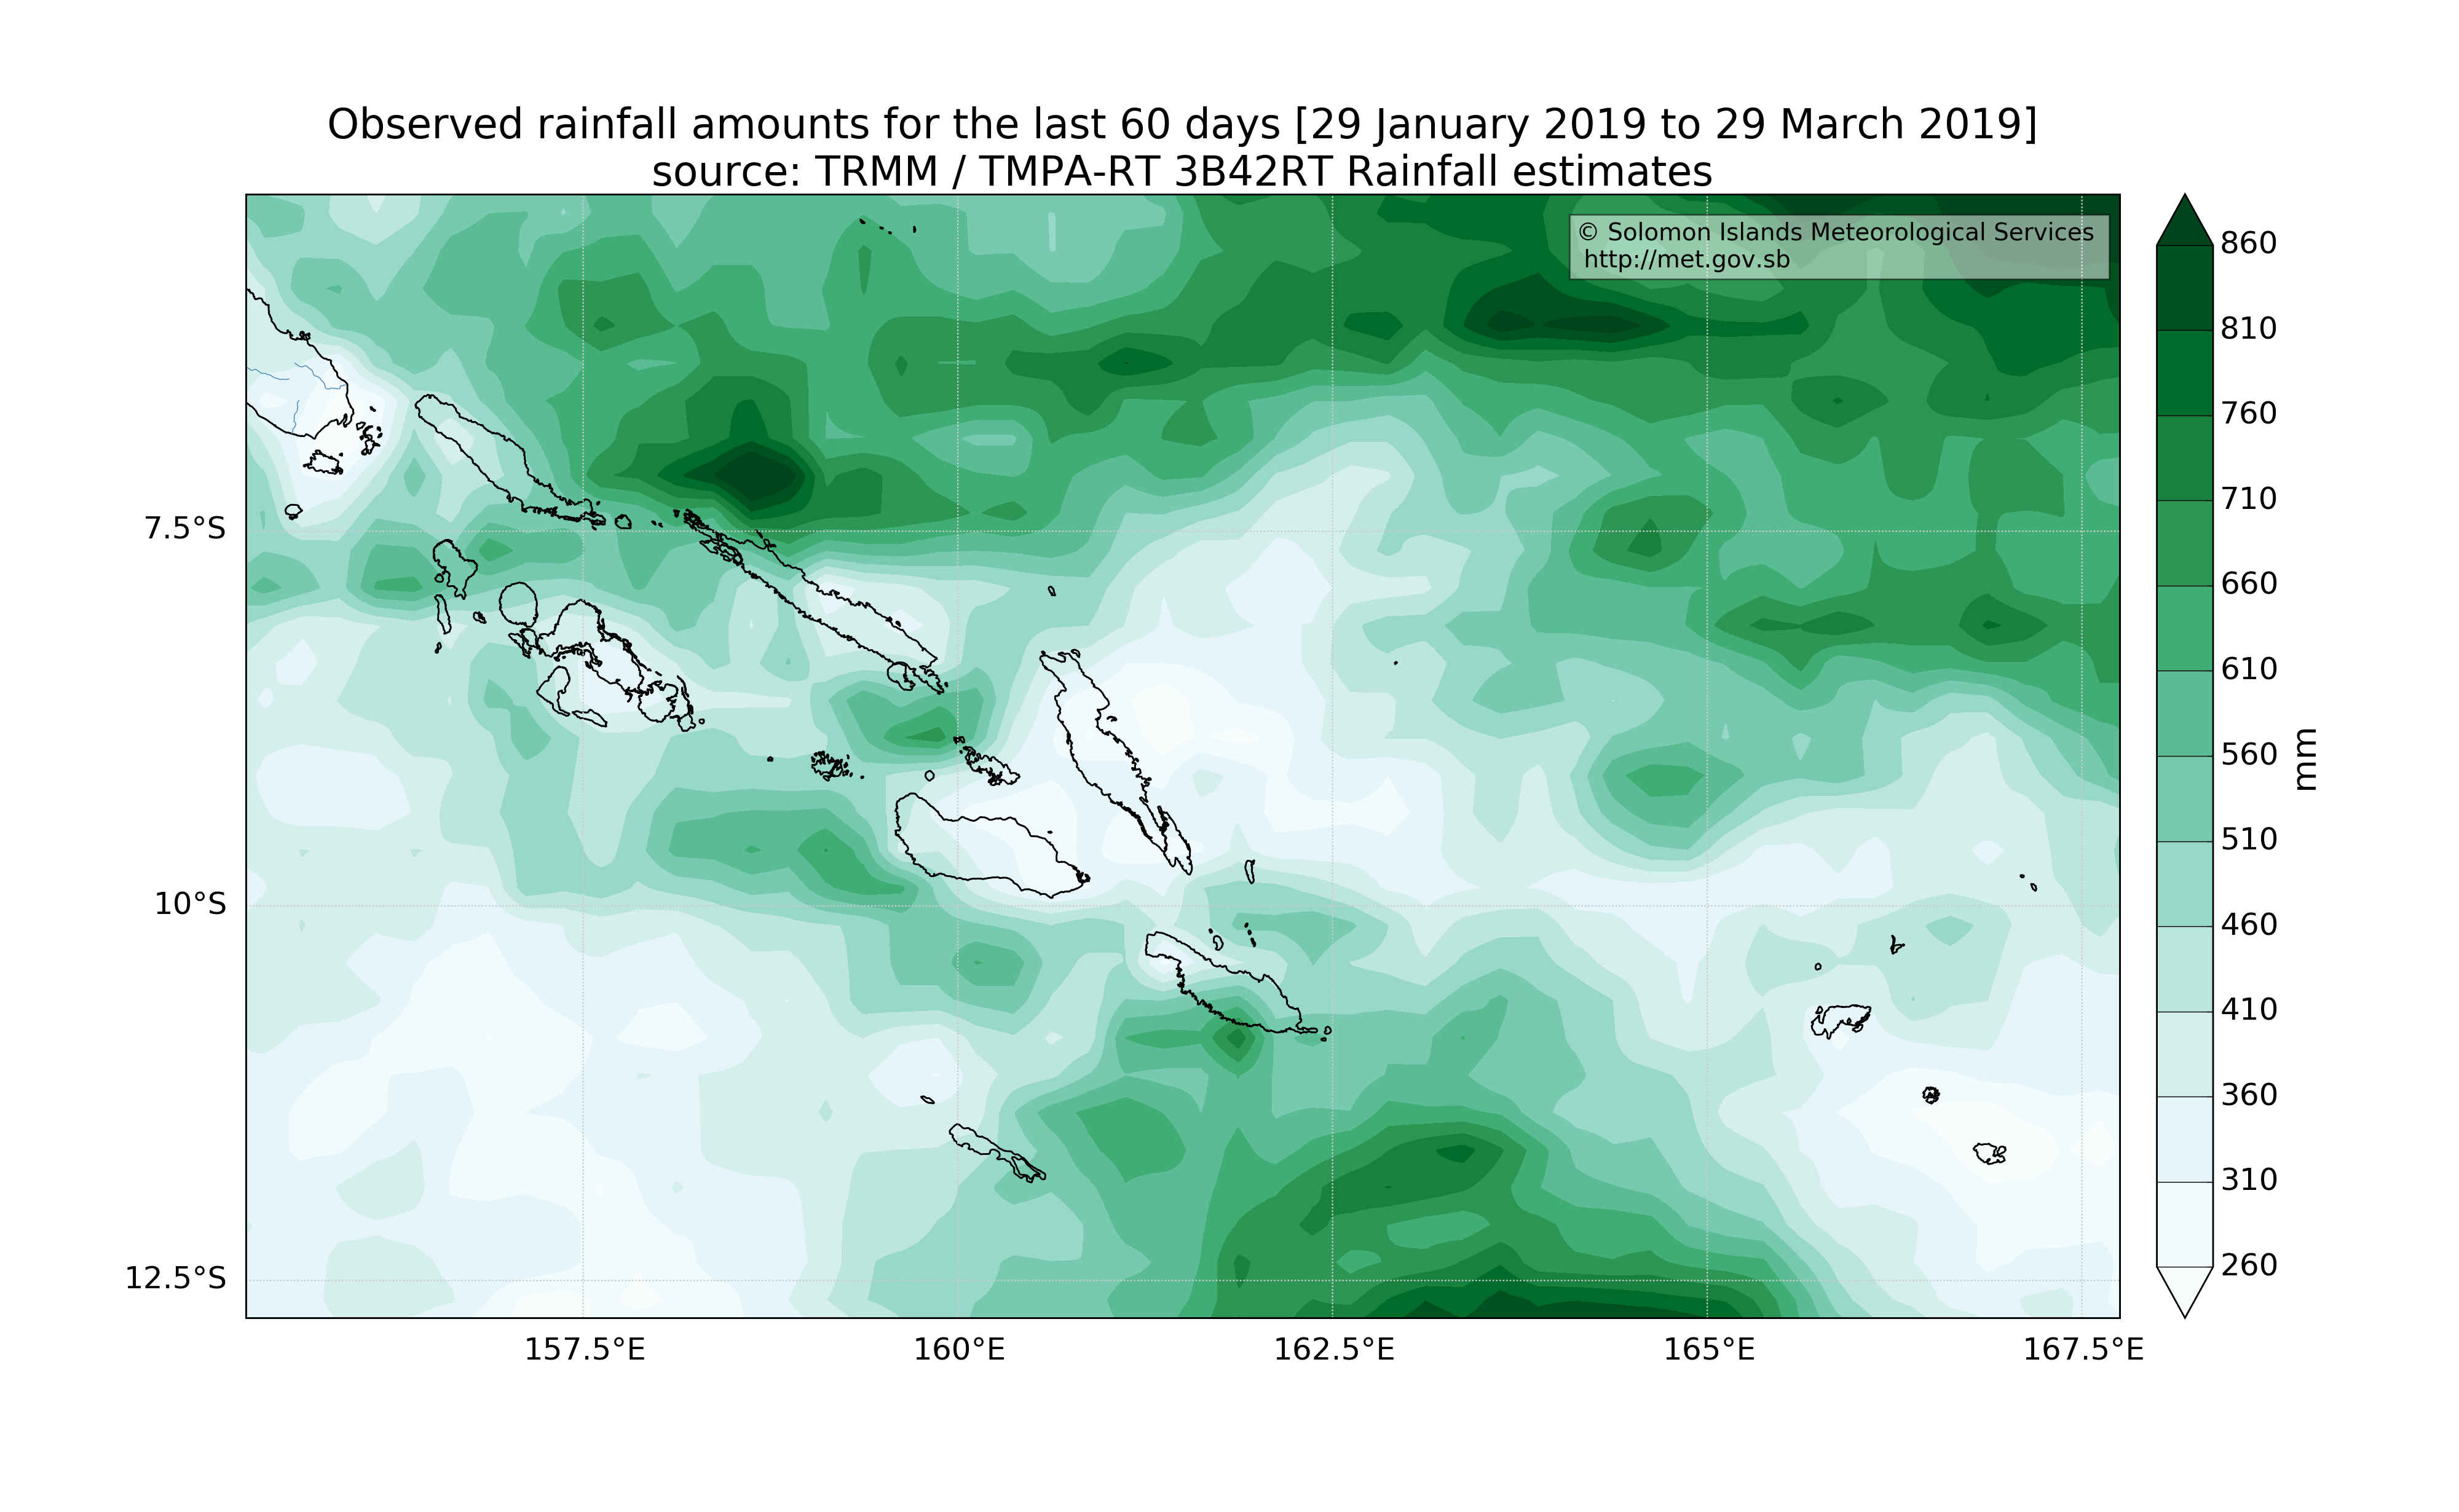 Observed rainfall amounts for the last 60 days [29 January 2019 to 29 March 2019]
source: TRMM / TMPA-RT 3B42RT Rainfall estimates
© Solomon Islands Meteorological Services
http://met.gov.sb
7.5°S
10°S
12.5°S
157.5°E
160°E
162.5°E
165°E
167.5°E
860
810
760
710
660
610
560
510
460
410
360
310
260
mm